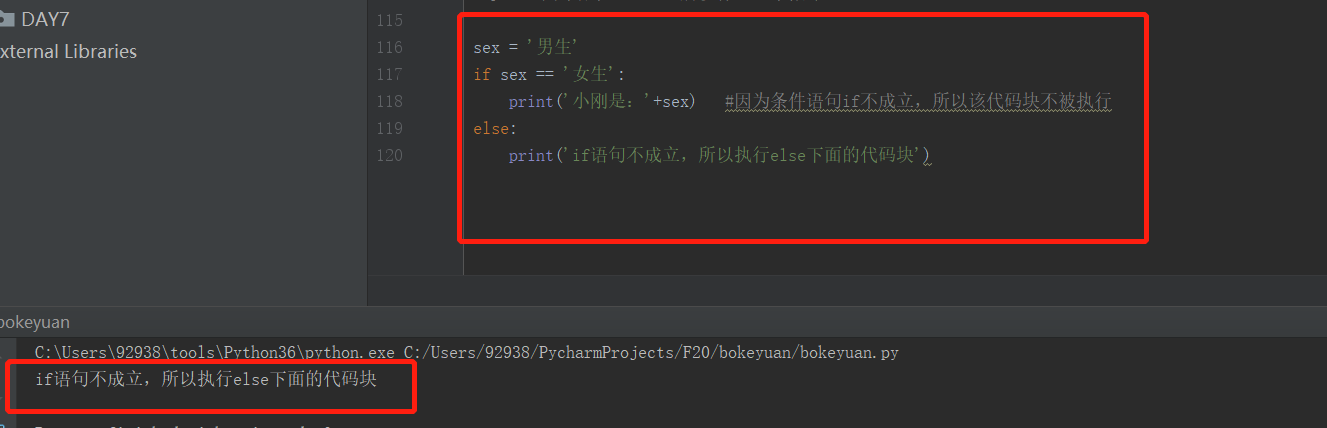 DAY7
xternal Libraries
115
116 sex = '男生'
117 if sex == '女生':
118 print('小刚是：'+sex) #因为条件语句if不成立，所以该代码块不被执行
119 else:
120 print('if语句不成立，所以执行else下面的代码块')
bokeyuan
C:\Users\92938\tools\Python36\python.exe C:/Users/92938/PycharmProjects/F20/bokeyuan/bokeyuan.py
if语句不成立，所以执行else下面的代码块